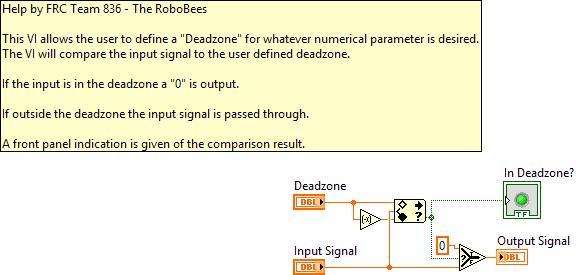 Help by FRC Team 836 - The RoboBees
This VI allows the user to define a "Deadzone" for whatever numerical parameter is desired.
The VI will compare the input signal to the user defined deadzone.
If the input is in the deadzone a "0" is output.
If outside the deadzone the input signal is passed through.
A front panel indication is given of the comparison result.
In Deadzone?
Deadzone
DBL
?
-x
TF
Input Signal
DBL
0
T
?
F
Output Signal
DBL